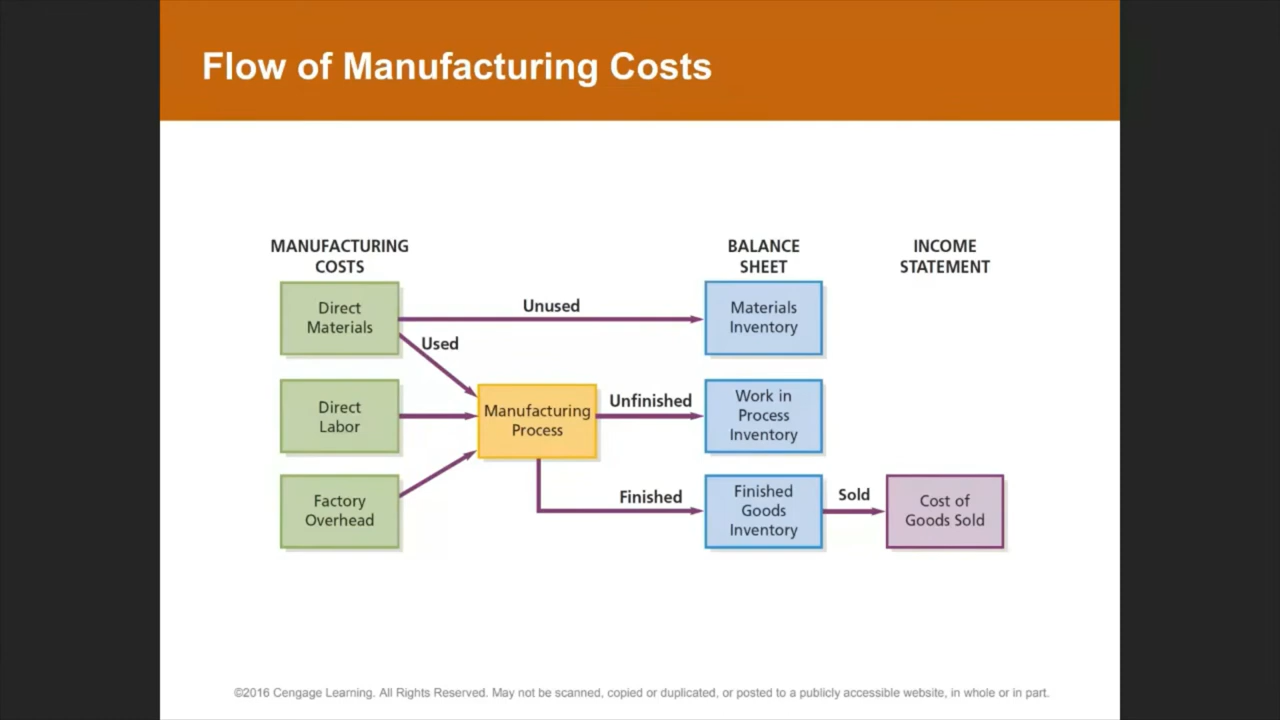 Flow of Manufacturing Costs
MANUFACTURING
COSTS
BALANCE
SHEET
INCOME
STATEMENT
Direct
Materials
Unused
Materials
Inventory
Used
Direct
Labor
Manufacturing
Process
Unfinished
Work in
Process
Inventory
Factory
Overhead
Finished
Finished
Goods
Inventory
Sold
Cost of
Goods Sold
©2016 Cengage Learning. All Rights Reserved. May not be scanned, copied or duplicated, or posted to a publicly accessible website, in whole or in part.